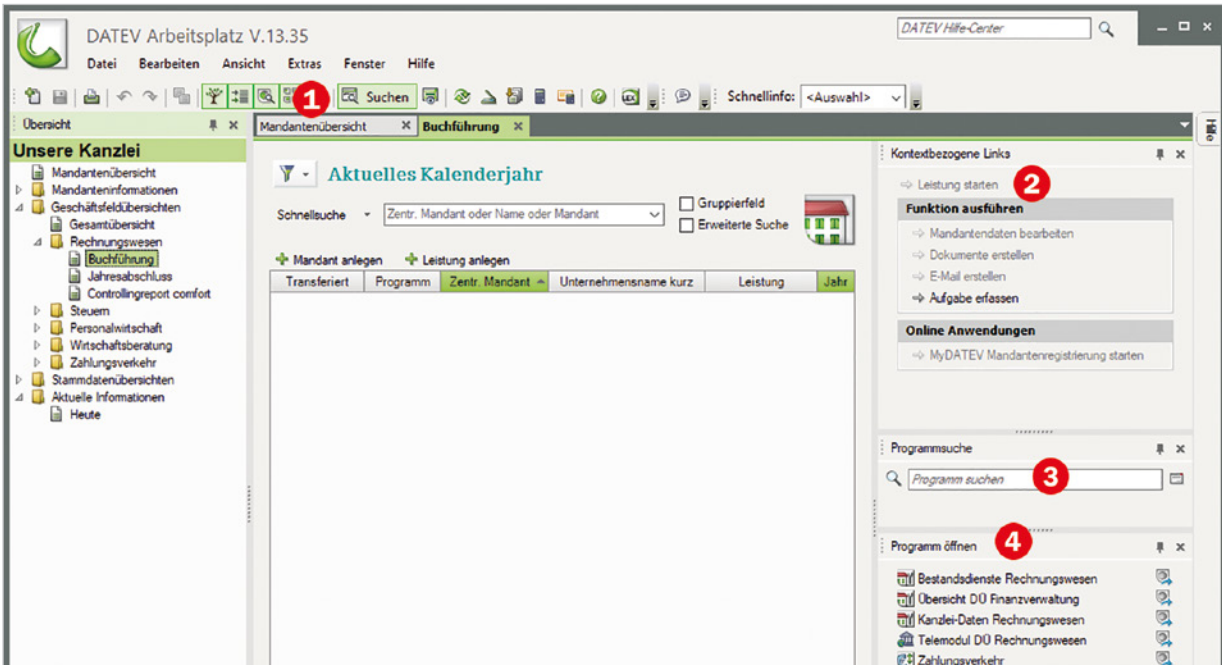 DATEV Arbeitsplatz V.13.35
DATEV Hilfe-Center
Datei Bearbeiten Ansicht Extras Fenster Hilfe
1
Suchen
Schnellinfo: <Auswahl>
Übersicht
Unsere Kanzlei
Mandantenübersicht
Mandanteninformationen
Geschäftsfeldübersichten
Gesamtübersicht
Rechnungswesen
Buchführung
Jahresabschluss
Controllingreport comfort
Steuern
Personalwirtschaft
Wirtschaftsberatung
Zahlungsverkehr
Stammdatenübersichten
Aktuelle Informationen
Heute
Mandantenübersicht Buchführung
Aktuelles Kalenderjahr
Schnellsuche Zentr. Mandant oder Name oder Mandant
Gruppierfeld
Erweiterte Suche
Mandant anlegen Leistung anlegen
Transferiert Programm Zentr. Mandant Unternehmensname kurz Leistung Jahr
Hilfe
Kontextbezogene Links
Leistung starten 2
Funktion ausführen
Mandantendaten bearbeiten
Dokumente erstellen
E-Mail erstellen
Aufgabe erfassen
Online Anwendungen
MyDATEV Mandantenregistrierung starten
Programmsuche
Programm suchen 3
Programm öffnen 4
Bestandsdienste Rechnungswesen
Übersicht DÜ Finanzverwaltung
Kanzlei-Daten Rechnungswesen
Telemodul DÜ Rechnungswesen
Zahlungsverkehr